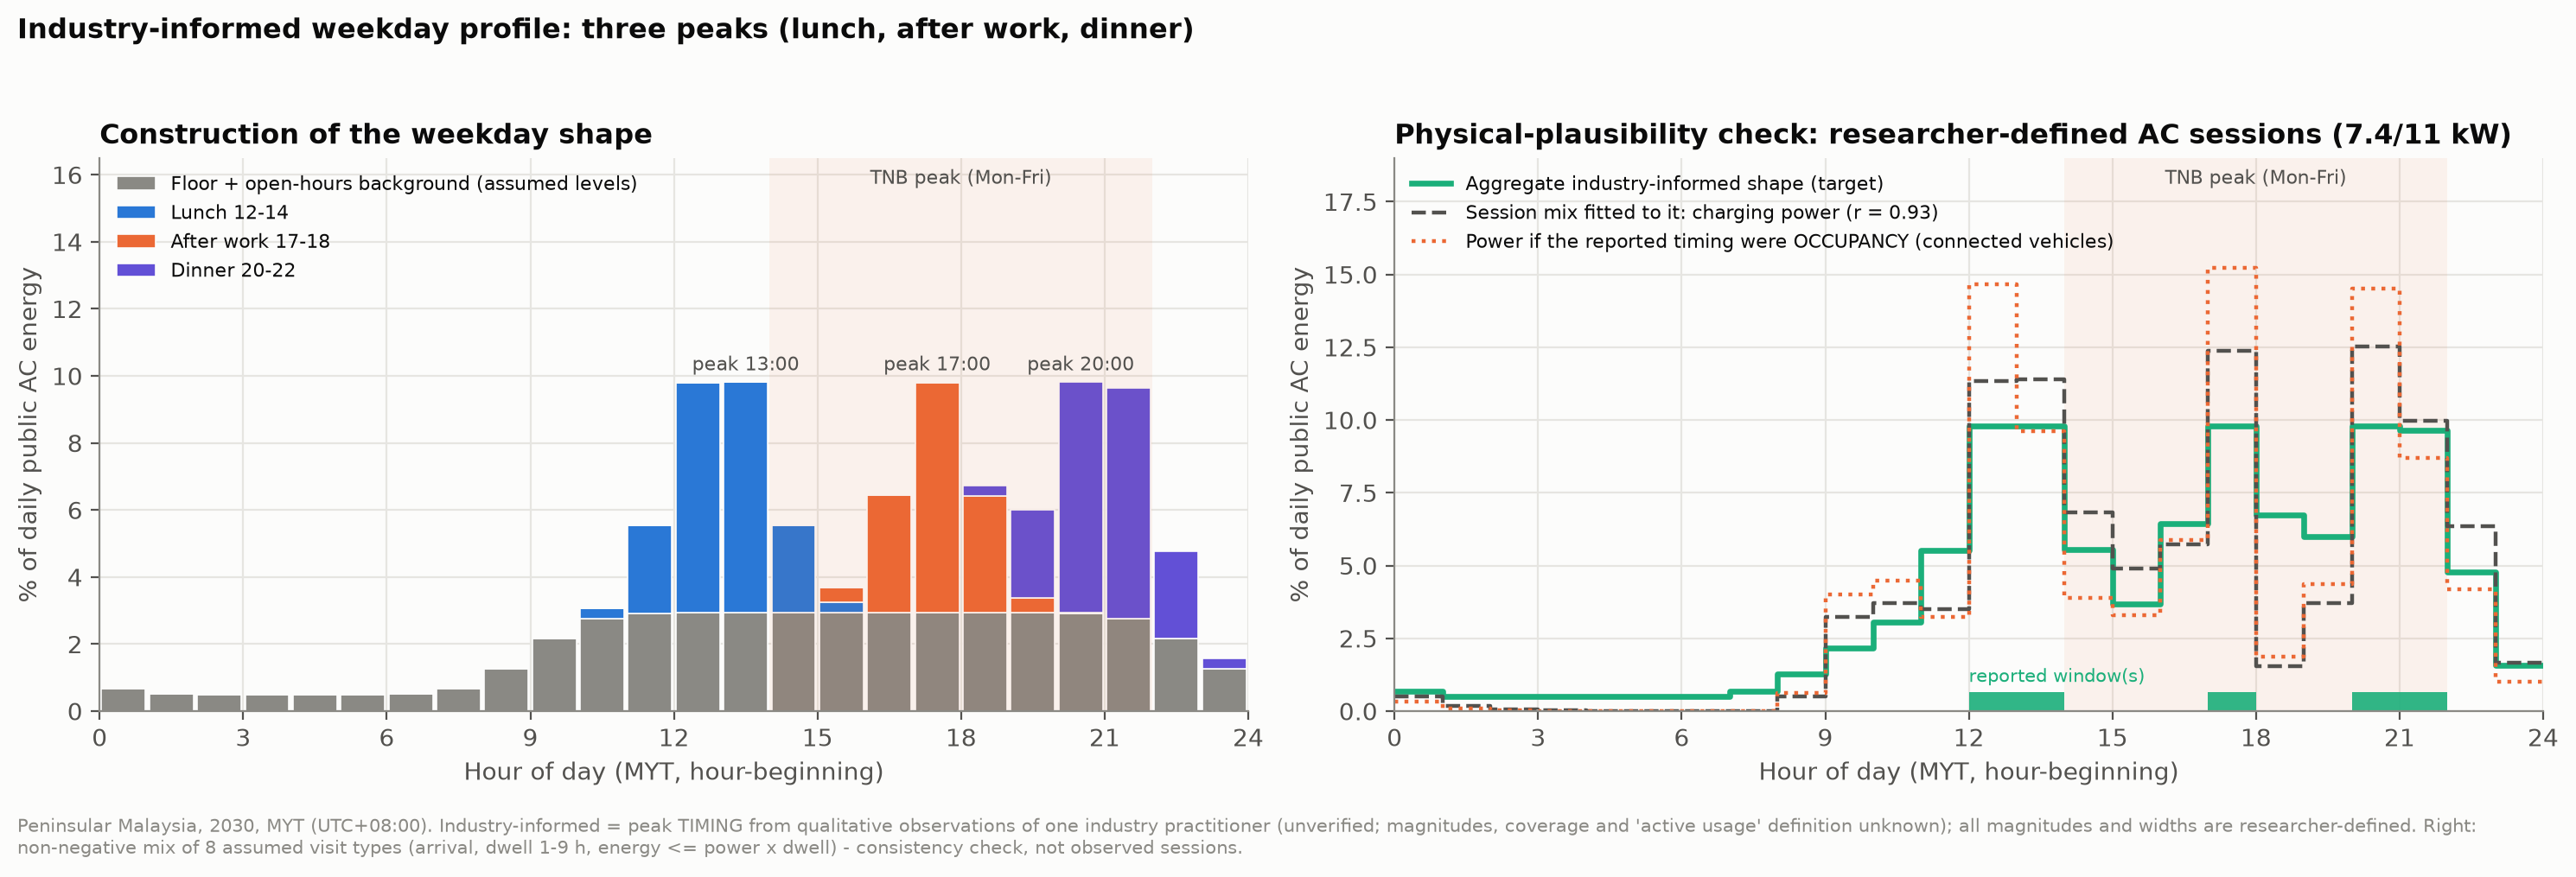 Industry-informed weekday profile: three peaks (lunch, after work, dinner)
Construction of the weekday shape
% of daily public AC energy
16
14
12
10
8
6
4
2
0
Floor + open-hours background (assumed levels)
Lunch 12-14
After work 17-18
Dinner 20-22
TNB peak (Mon-Fri)
peak 13:00
peak 17:00
peak 20:00
0
3
6
9
12
15
18
21
24
Hour of day (MYT, hour-beginning)
Physical-plausibility check: researcher-defined AC sessions (7.4/11 kW)
% of daily public AC energy
17.5
15.0
12.5
10.0
7.5
5.0
2.5
0.0
Aggregate industry-informed shape (target)
Session mix fitted to it: charging power (r = 0.93)
Power if the reported timing were OCCUPANCY (connected vehicles)
TNB peak (Mon-Fri)
reported window(s)
0
3
6
9
12
15
18
21
24
Hour of day (MYT, hour-beginning)
Peninsular Malaysia, 2030, MYT (UTC+08:00). Industry-informed = peak TIMING from qualitative observations of one industry practitioner (unverified; magnitudes, coverage and 'active usage' definition unknown); all magnitudes and widths are researcher-defined. Right:
non-negative mix of 8 assumed visit types (arrival, dwell 1-9 h, energy <= power x dwell) - consistency check, not observed sessions.